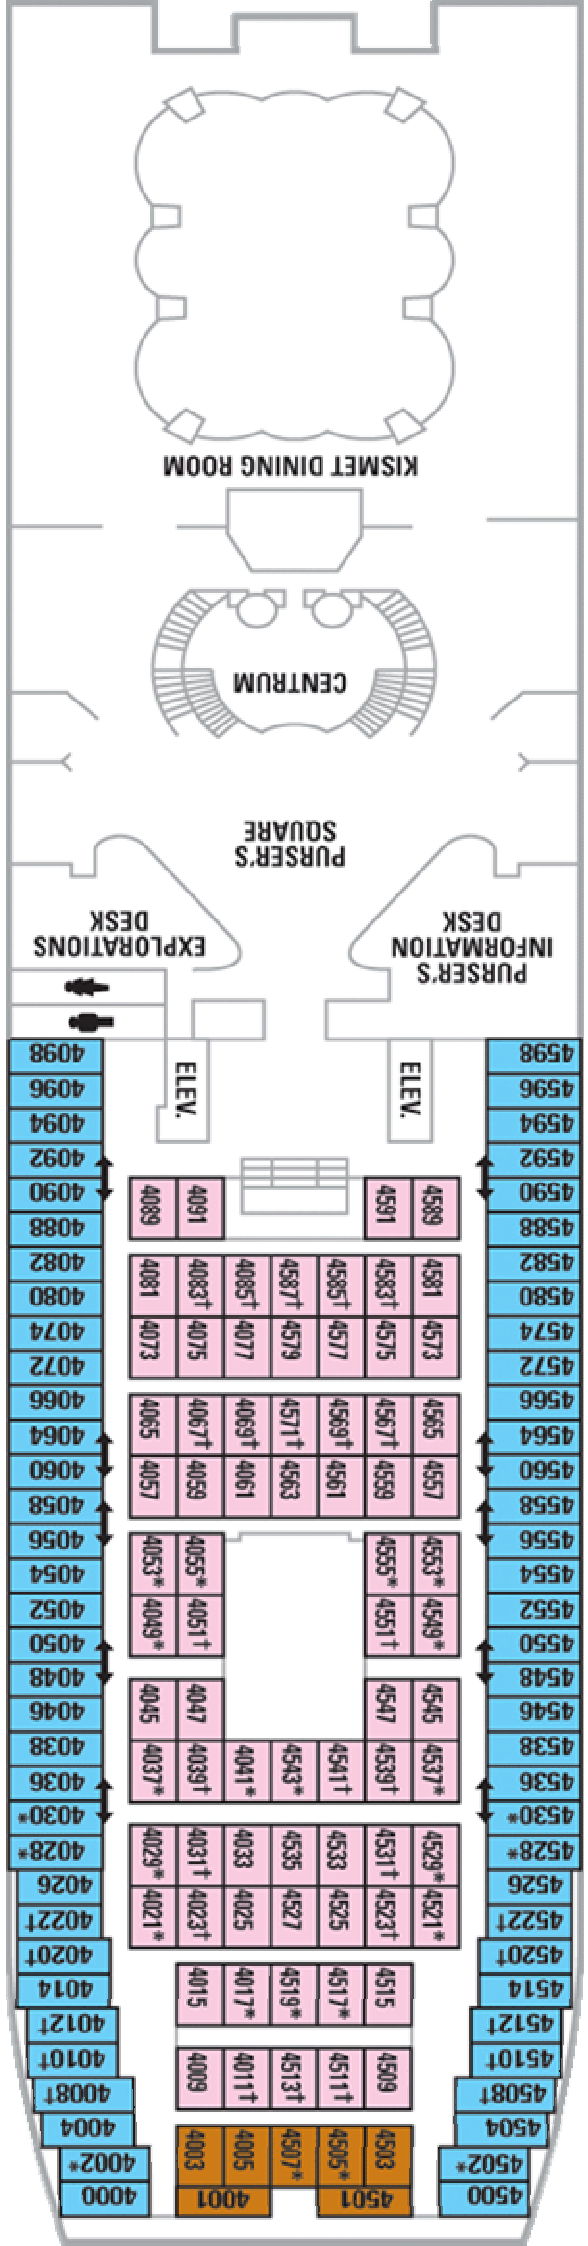 KISMET DINING ROOM
CENTRUM
PURSER'S
SQUARE
EXPLORATIONS
DESK
PURSER'S
INFORMATION
DESK
ELEV.
ELEV.
4098
4096
4094
4092
4090
4088
4082
4080
4074
4072
4066
4064
4060
4058
4056
4054
4052
4050
4048
4046
4038
4036
4030*
4028*
4026
4022†
4020†
4014
4012†
4010†
4008†
4004
4002*
4000
4089 4091 4591 4589
4081 4083† 4085† 4587† 4585† 4583† 4581
4073 4075 4077 4579 4577 4575 4573
4065 4067† 4069† 4571† 4569† 4567† 4565
4057 4059 4061 4563 4561 4559 4557
4053* 4055* 4555* 4553*
4049* 4051† 4551† 4549*
4045 4047 4547 4545
4037* 4039† 4041* 4543* 4541† 4539† 4537*
4029* 4031† 4033 4535 4533 4531† 4529*
4021* 4023† 4025 4527 4525 4523† 4521*
4015 4017* 4519* 4517* 4515
4009 4011† 4513† 4511† 4509
4003 4005 4507* 4505* 4503
4001 4501
4598
4596
4594
4592
4590
4588
4582
4580
4574
4572
4566
4564
4560
4558
4556
4554
4552
4550
4548
4546
4538
4536
4530*
4528*
4526
4522†
4520†
4514
4512†
4510†
4508†
4504
4502*
4500